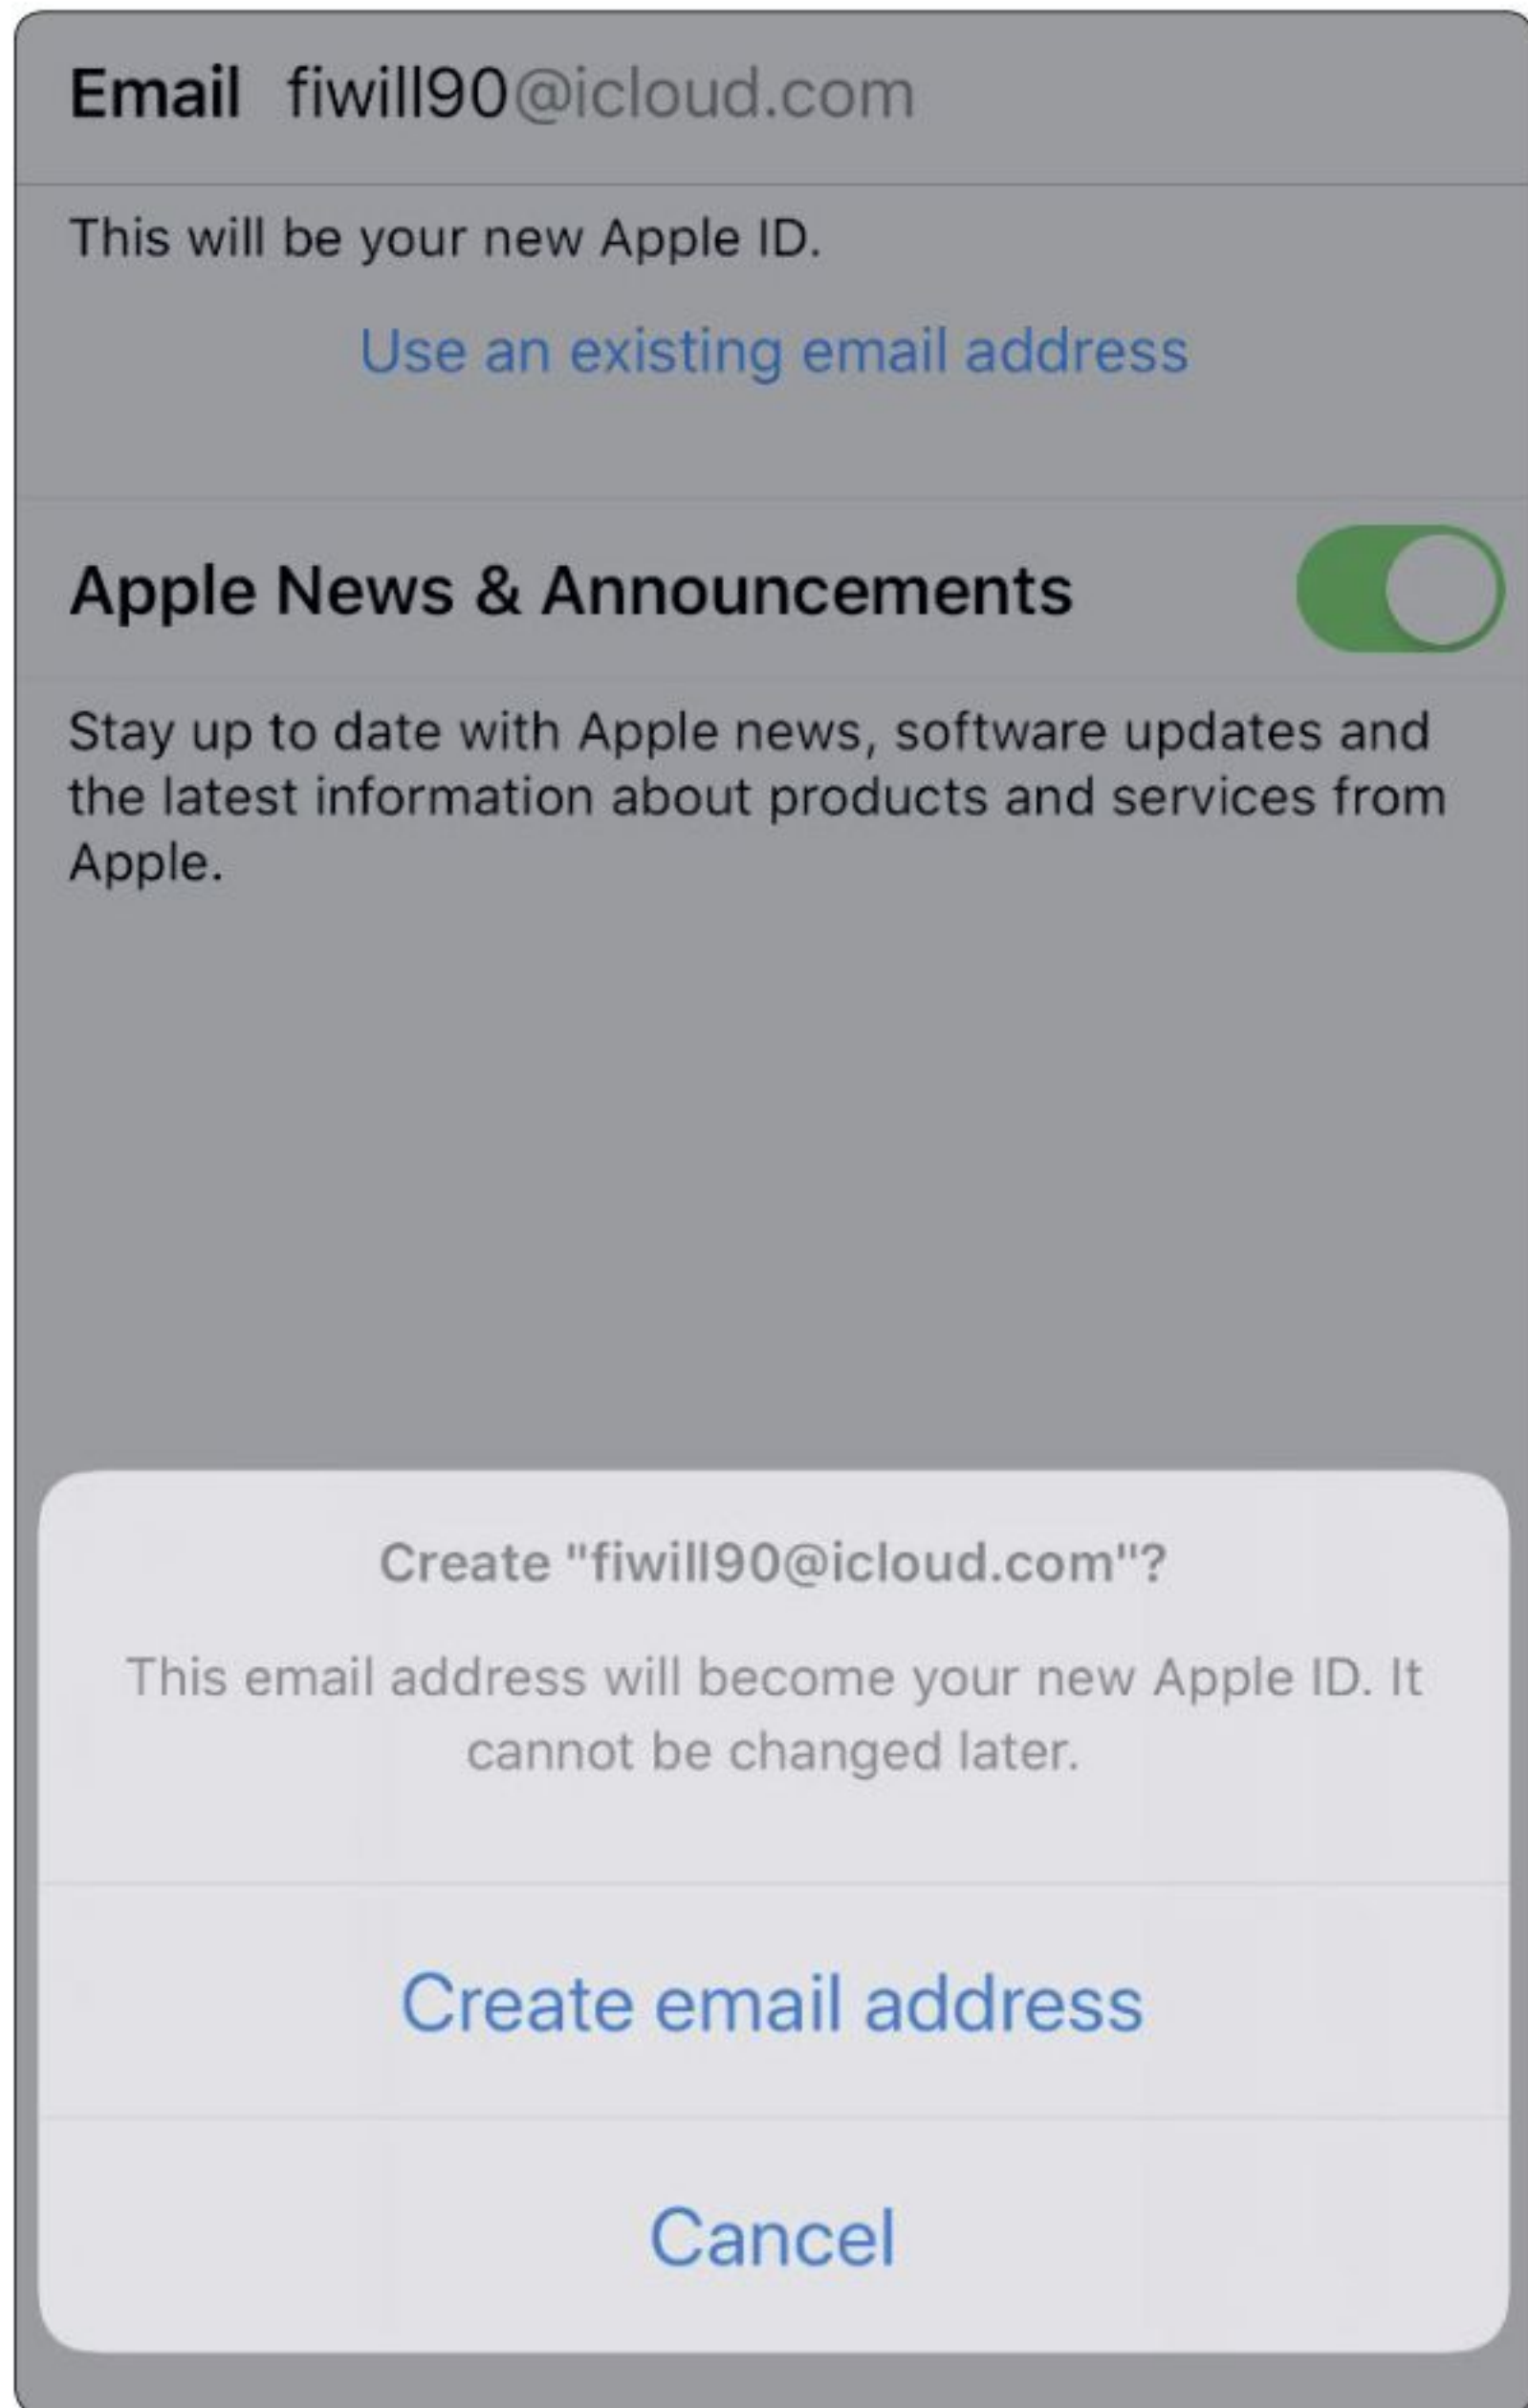 Email fiwill90@icloud.com
This will be your new Apple ID.
Use an existing email address
Apple News & Announcements
Stay up to date with Apple news, software updates and
the latest information about products and services from
Apple.
Create "fiwill90@icloud.com"?
This email address will become your new Apple ID. It
cannot be changed later.
Create email address
Cancel